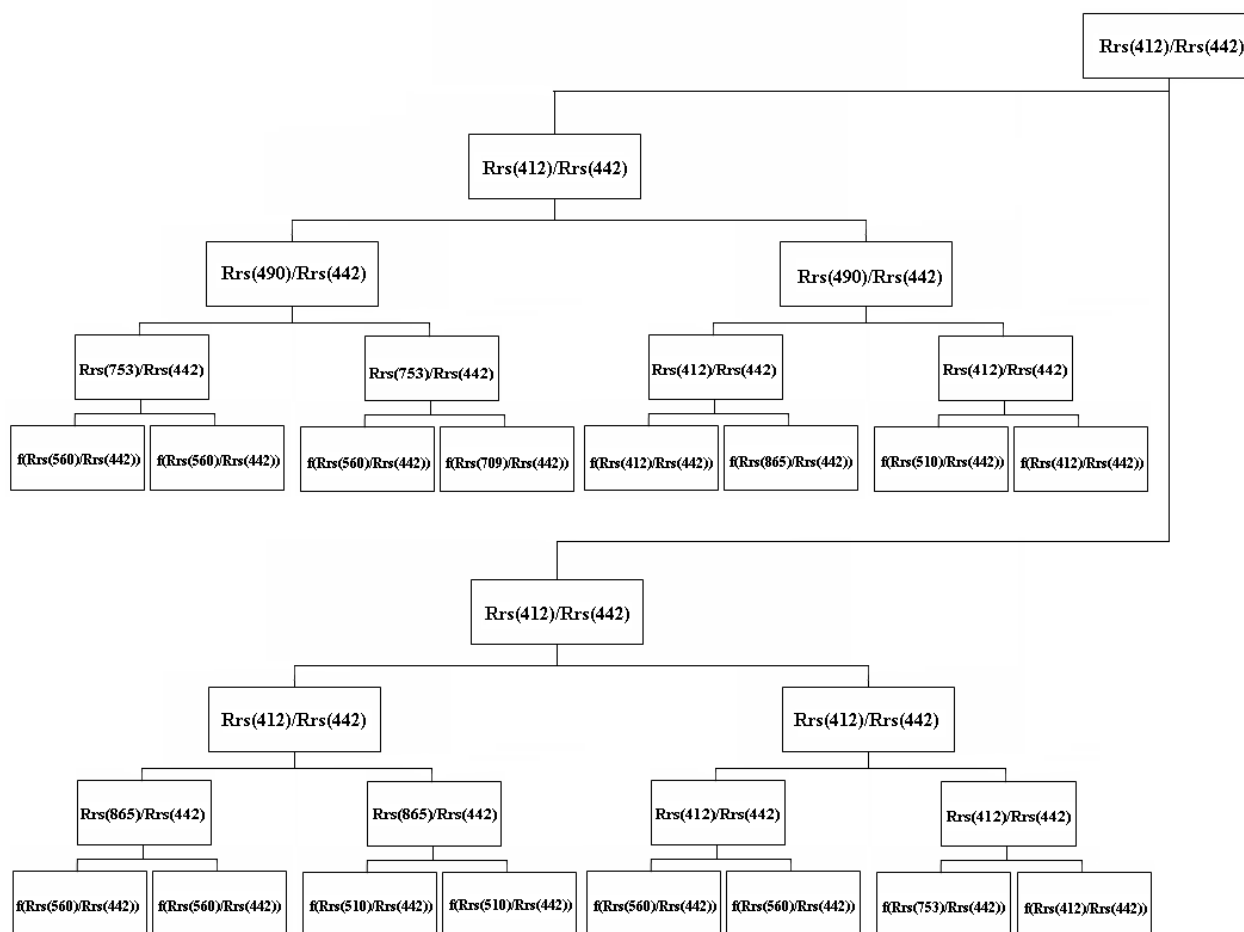 Rrs(412)/Rrs(442)
Rrs(412)/Rrs(442)
Rrs(490)/Rrs(442)
Rrs(490)/Rrs(442)
Rrs(753)/Rrs(442)
Rrs(753)/Rrs(442)
Rrs(412)/Rrs(442)
Rrs(412)/Rrs(442)
f(Rrs(560)/Rrs(442))
f(Rrs(560)/Rrs(442))
f(Rrs(560)/Rrs(442))
f(Rrs(709)/Rrs(442))
f(Rrs(412)/Rrs(442))
f(Rrs(865)/Rrs(442))
f(Rrs(510)/Rrs(442))
f(Rrs(412)/Rrs(442))
Rrs(412)/Rrs(442)
Rrs(412)/Rrs(442)
Rrs(412)/Rrs(442)
Rrs(865)/Rrs(442)
Rrs(865)/Rrs(442)
Rrs(412)/Rrs(442)
Rrs(412)/Rrs(442)
f(Rrs(560)/Rrs(442))
f(Rrs(560)/Rrs(442))
f(Rrs(510)/Rrs(442))
f(Rrs(510)/Rrs(442))
f(Rrs(560)/Rrs(442))
f(Rrs(560)/Rrs(442))
f(Rrs(753)/Rrs(442))
f(Rrs(412)/Rrs(442))